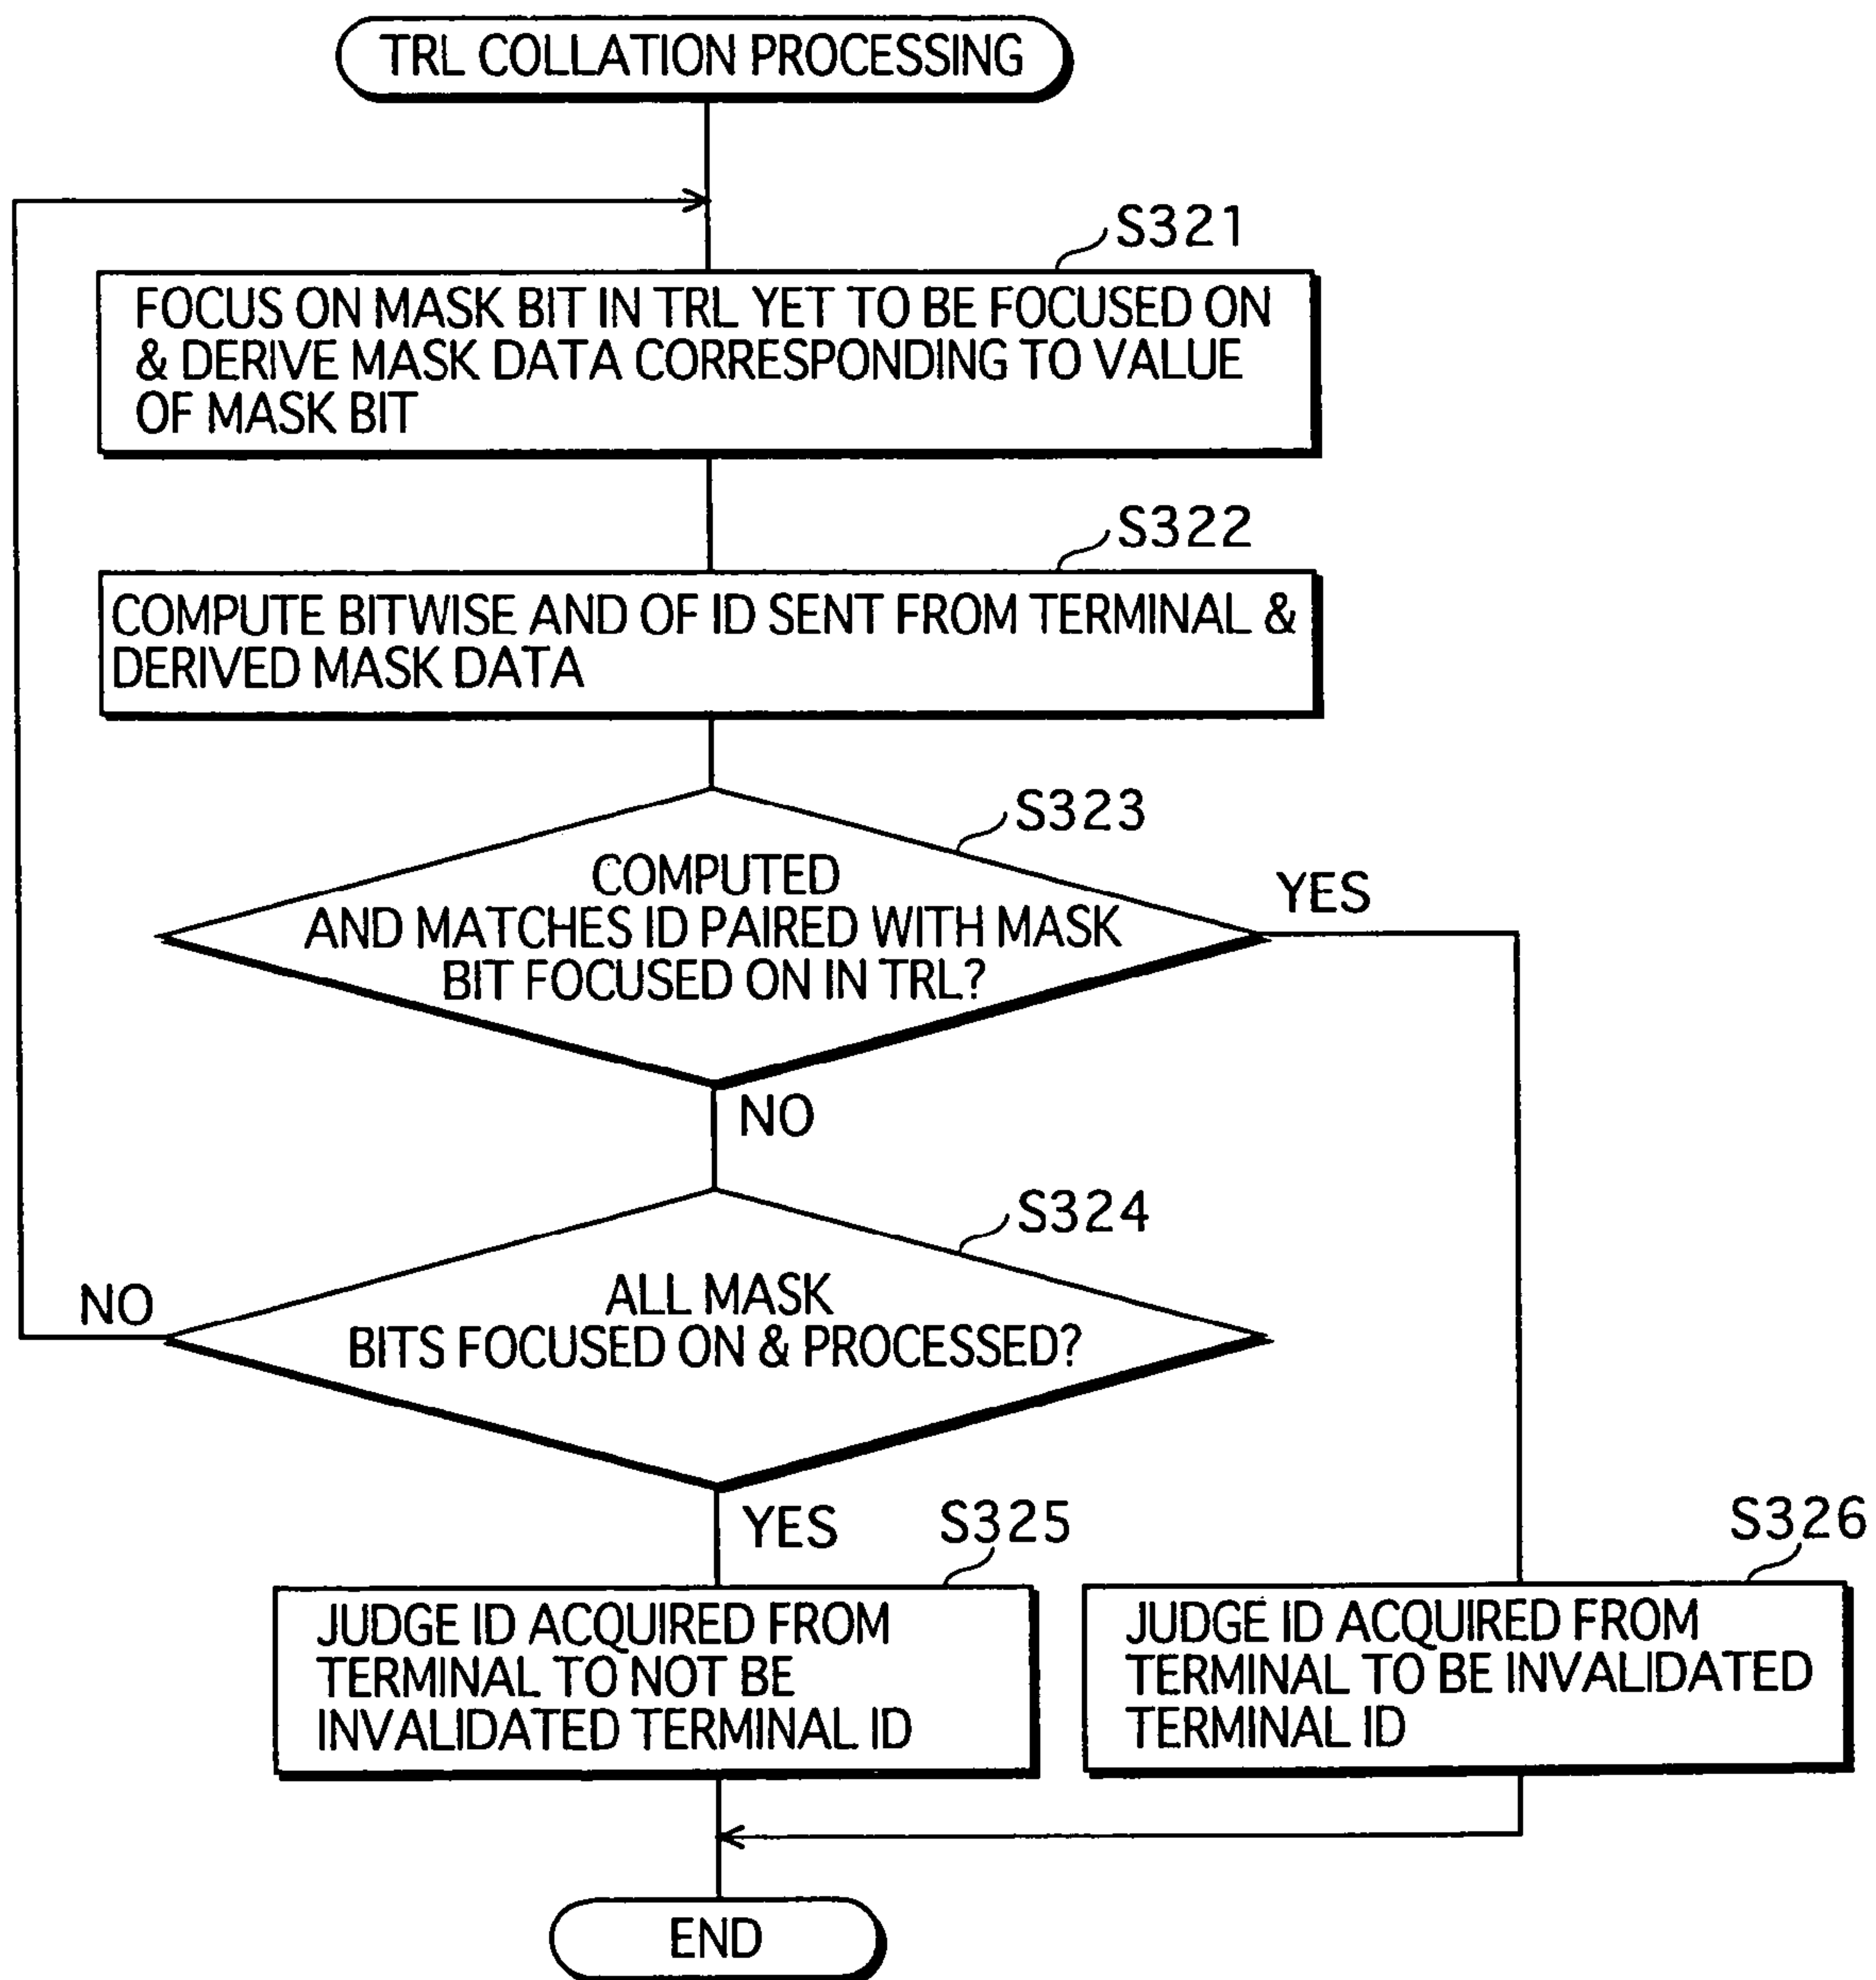 TRL COLLATION PROCESSING
S321
FOCUS ON MASK BIT IN TRL YET TO BE FOCUSED ON
& DERIVE MASK DATA CORRESPONDING TO VALUE
OF MASK BIT
S322
COMPUTE BITWISE AND OF ID SENT FROM TERMINAL &
DERIVED MASK DATA
S323
COMPUTED
AND MATCHES ID PAIRED WITH MASK
BIT FOCUSED ON IN TRL?
YES
NO
S324
ALL MASK
BITS FOCUSED ON & PROCESSED?
NO
YES
S325
JUDGE ID ACQUIRED FROM
TERMINAL TO NOT BE
INVALIDATED TERMINAL ID
S326
JUDGE ID ACQUIRED FROM
TERMINAL TO BE INVALIDATED
TERMINAL ID
END